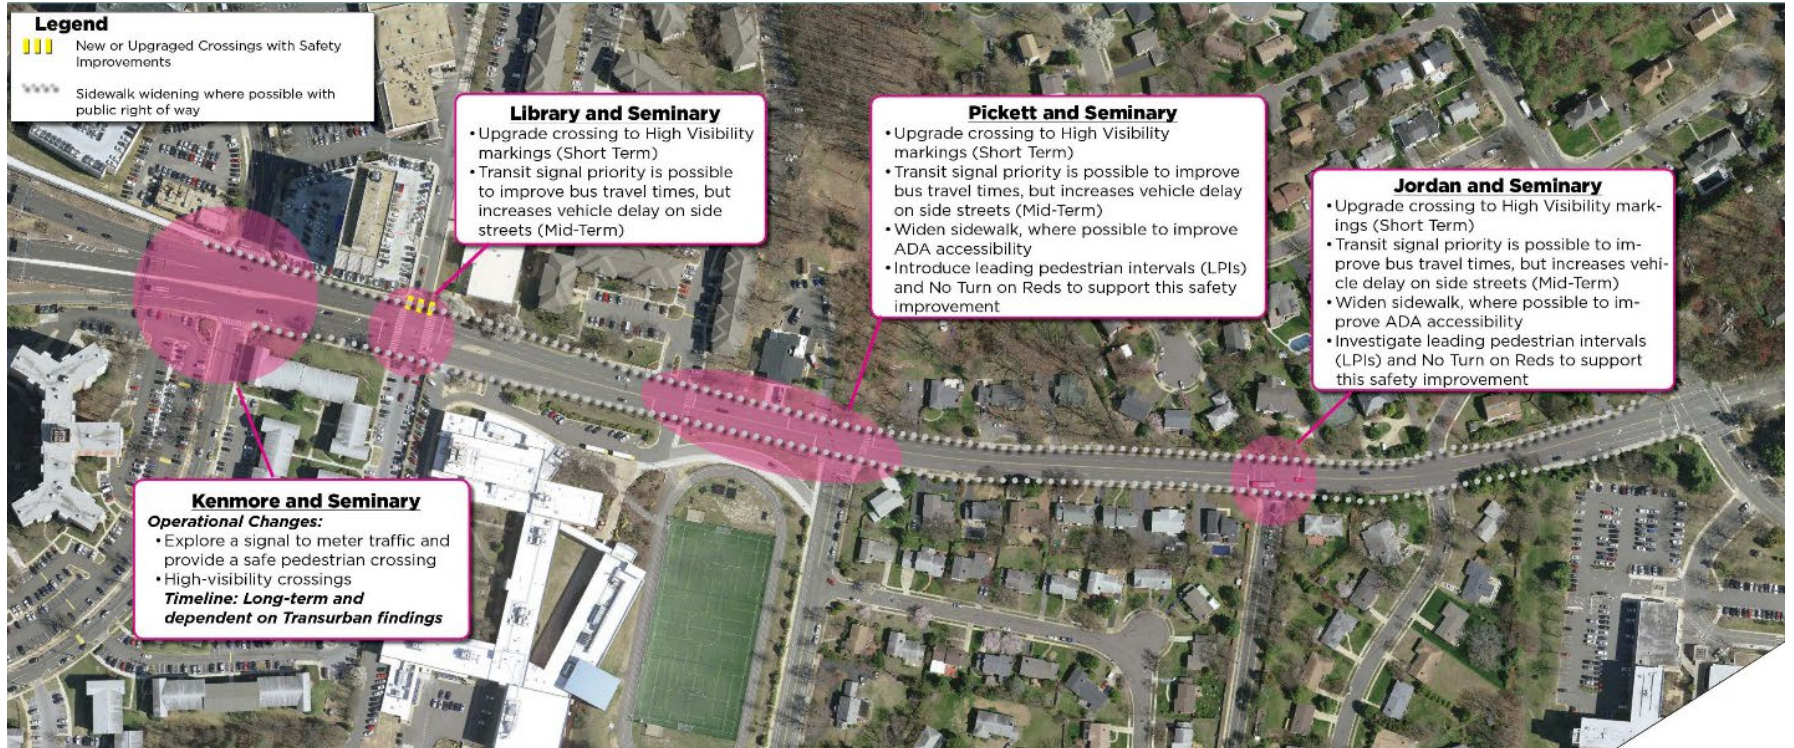 Legend
New or Upgraged Crossings with Safety
Improvements
Sidewalk widening where possible with
public right of way
Library and Seminary
•Upgrade crossing to High Visibility
markings (Short Term)
•Transit signal priority is possible
to improve bus travel times, but
increases vehicle delay on side
streets (Mid-Term)
Pickett and Seminary
•Upgrade crossing to High Visibility
markings (Short Term)
•Transit signal priority is possible to improve
bus travel times, but increases vehicle delay
on side streets (Mid-Term)
•Widen sidewalk, where possible to improve
ADA accessibility
•Introduce leading pedestrian intervals (LPIs)
and No Turn on Reds to support this safety
improvement
Jordan and Seminary
•Upgrade crossing to High Visibility mark-
ings (Short Term)
•Transit signal priority is possible to im-
prove bus travel times, but increases vehi-
cle delay on side streets (Mid-Term)
•Widen sidewalk, where possible to im-
prove ADA accessibility
•Investigate leading pedestrian intervals
(LPIs) and No Turn on Reds to support
this safety improvement
Kenmore and Seminary
Operational Changes:
•Explore a signal to meter traffic and
provide a safe pedestrian crossing
•High-visibility crossings
Timeline: Long-term and
dependent on Transurban findings